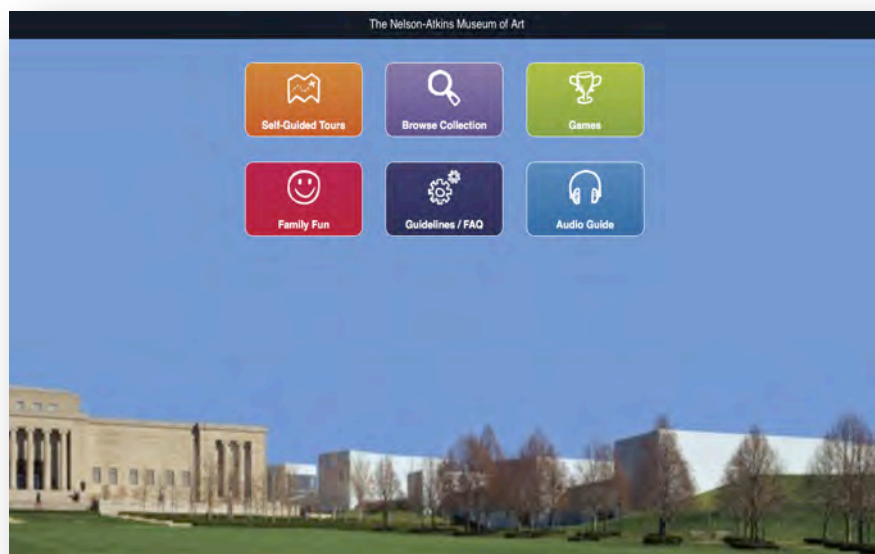 The Nelson-Atkins Museum of Art
Self-Guided Tours
Browse Collection
Games
Family Fun
Guidelines / FAQ
Audio Guide